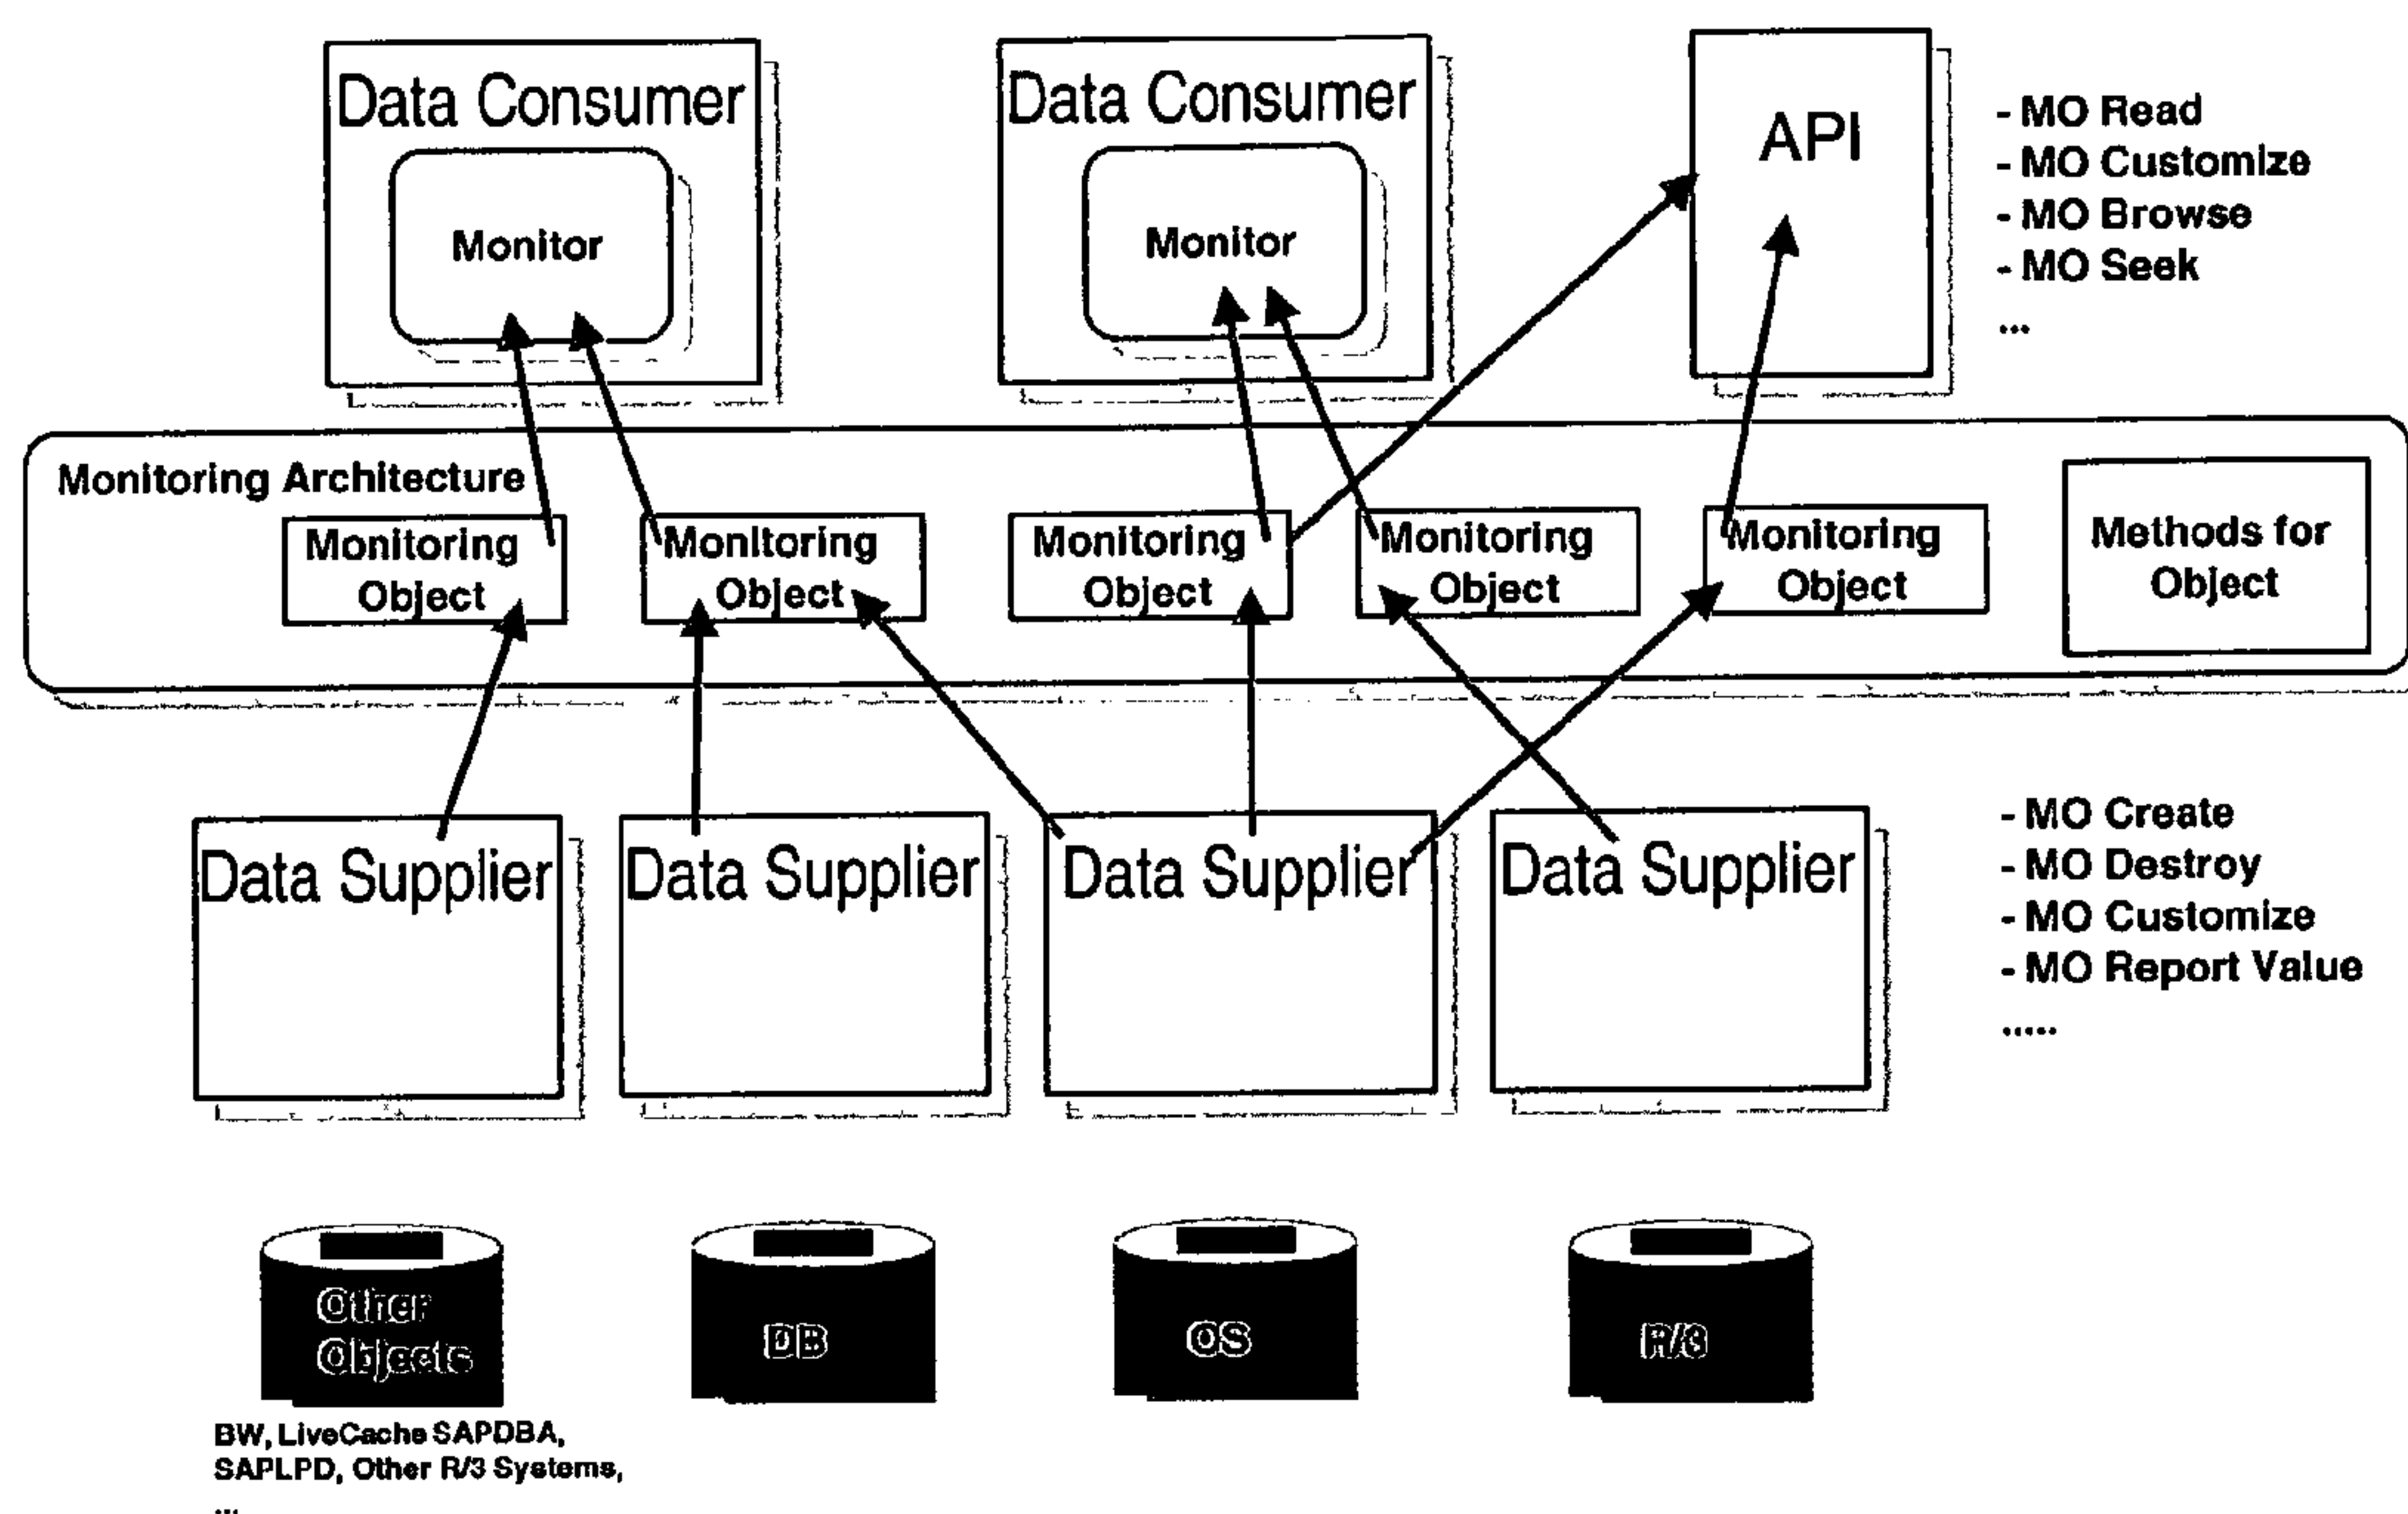 Data Consumer
Monitor
Data Consumer
Monitor
API
- MO Read
- MO Customize
- MO Browse
- MO Seek
...
Monitoring Architecture
Monitoring
Object
Monitoring
Object
Monitoring
Object
Monitoring
Object
Monitoring
Object
Methods for
Object
Data Supplier
Data Supplier
Data Supplier
Data Supplier
- MO Create
- MO Destroy
- MO Customize
- MO Report Value
.....
Other
Objects
DB
OS
R/3
BW, LiveCache SAPDBA,
SAPLPD, Other R/3 Systems,
...